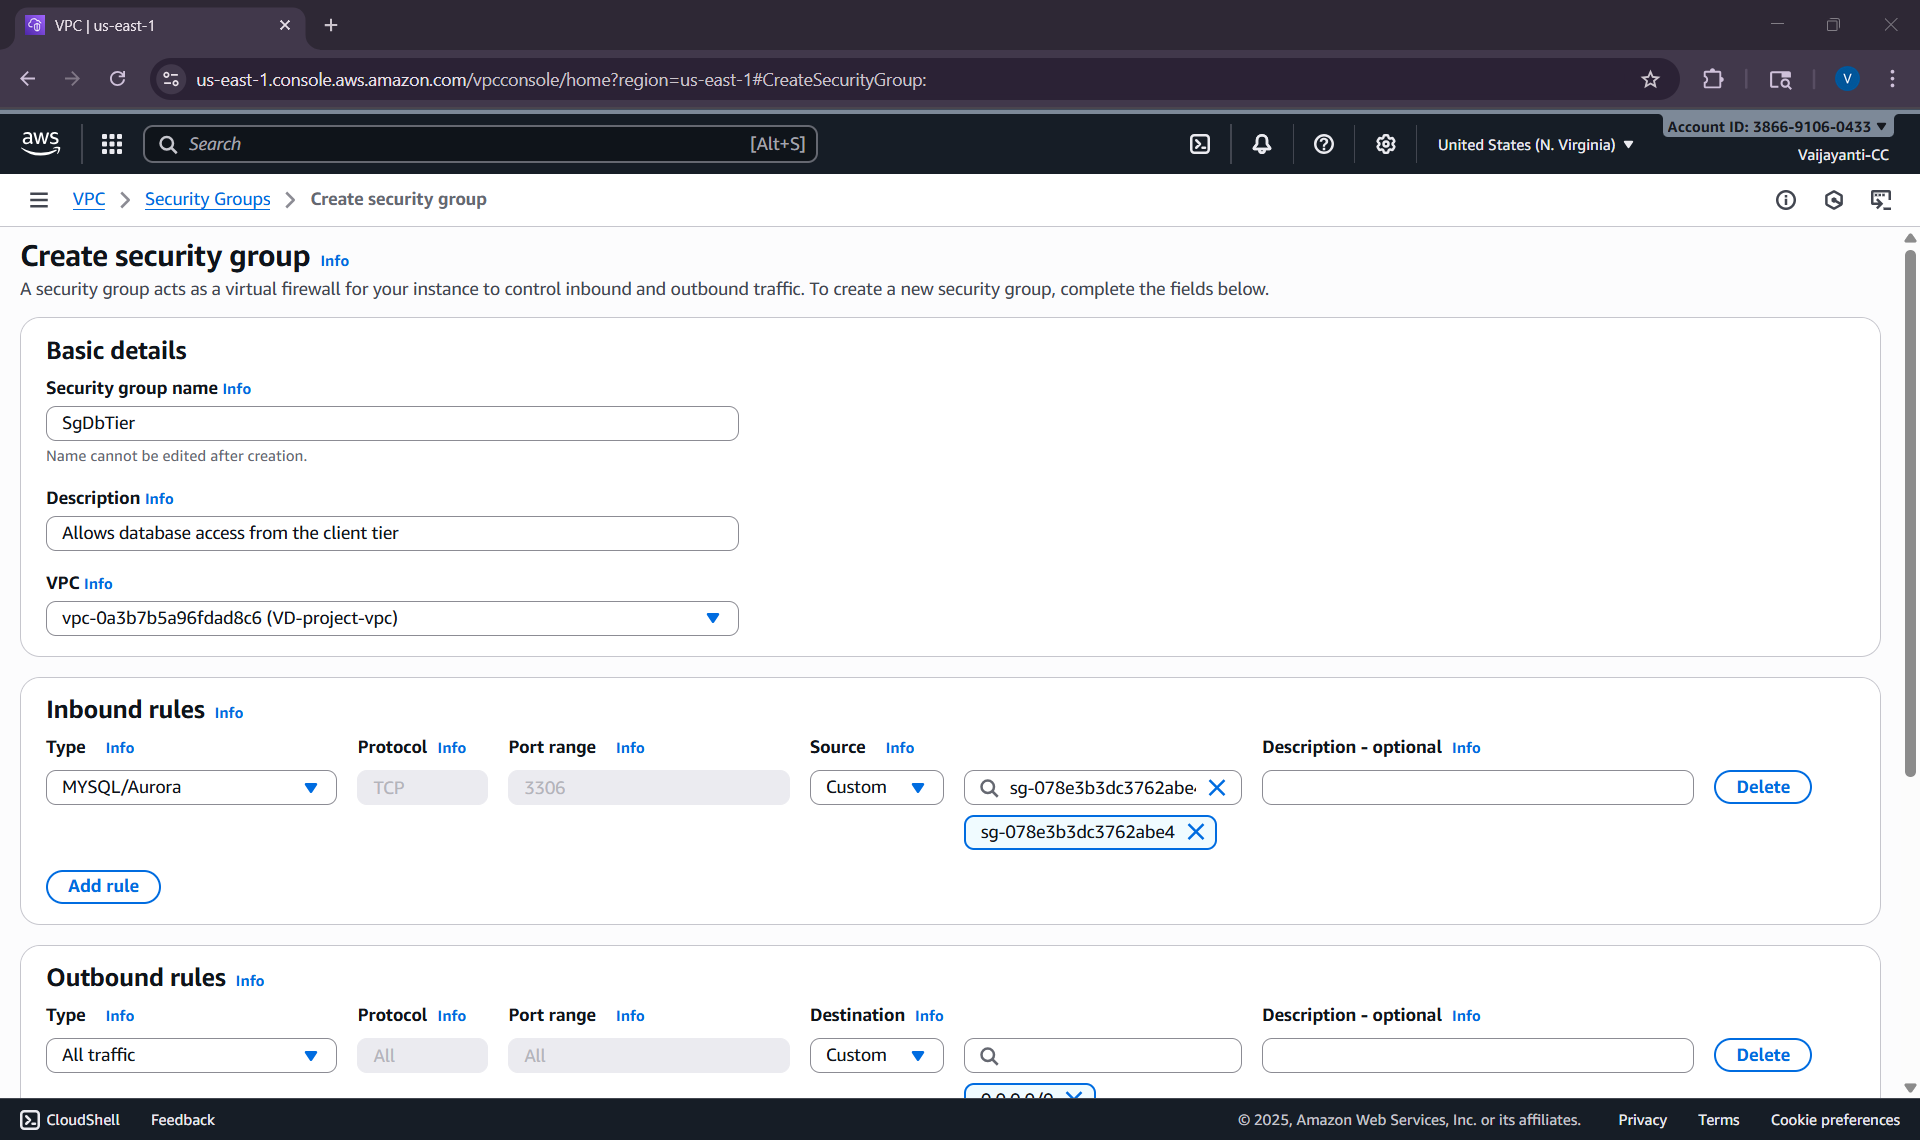 VPC | us-east-1
us-east-1.console.aws.amazon.com/vpcconsole/home?region=us-east-1#CreateSecurityGroup:
V
aws
Search [Alt+S]
United States (N. Virginia)
Account ID: 3866-9106-0433
Vaijayanti-CC
VPC > Security Groups > Create security group
Create security group Info
A security group acts as a virtual firewall for your instance to control inbound and outbound traffic. To create a new security group, complete the fields below.
Basic details
Security group name Info
SgDbTier
Name cannot be edited after creation.
Description Info
Allows database access from the client tier
VPC Info
vpc-0a3b7b5a96fdad8c6 (VD-project-vpc)
Inbound rules Info
Type Info Protocol Info Port range Info Source Info Description - optional Info
MYSQL/Aurora TCP 3306 Custom sg-078e3b3dc3762abe4 Delete
sg-078e3b3dc3762abe4
Add rule
Outbound rules Info
Type Info Protocol Info Port range Info Destination Info Description - optional Info
All traffic All All Custom Delete
0.0.0.0/0
CloudShell Feedback © 2025, Amazon Web Services, Inc. or its affiliates. Privacy Terms Cookie preferences